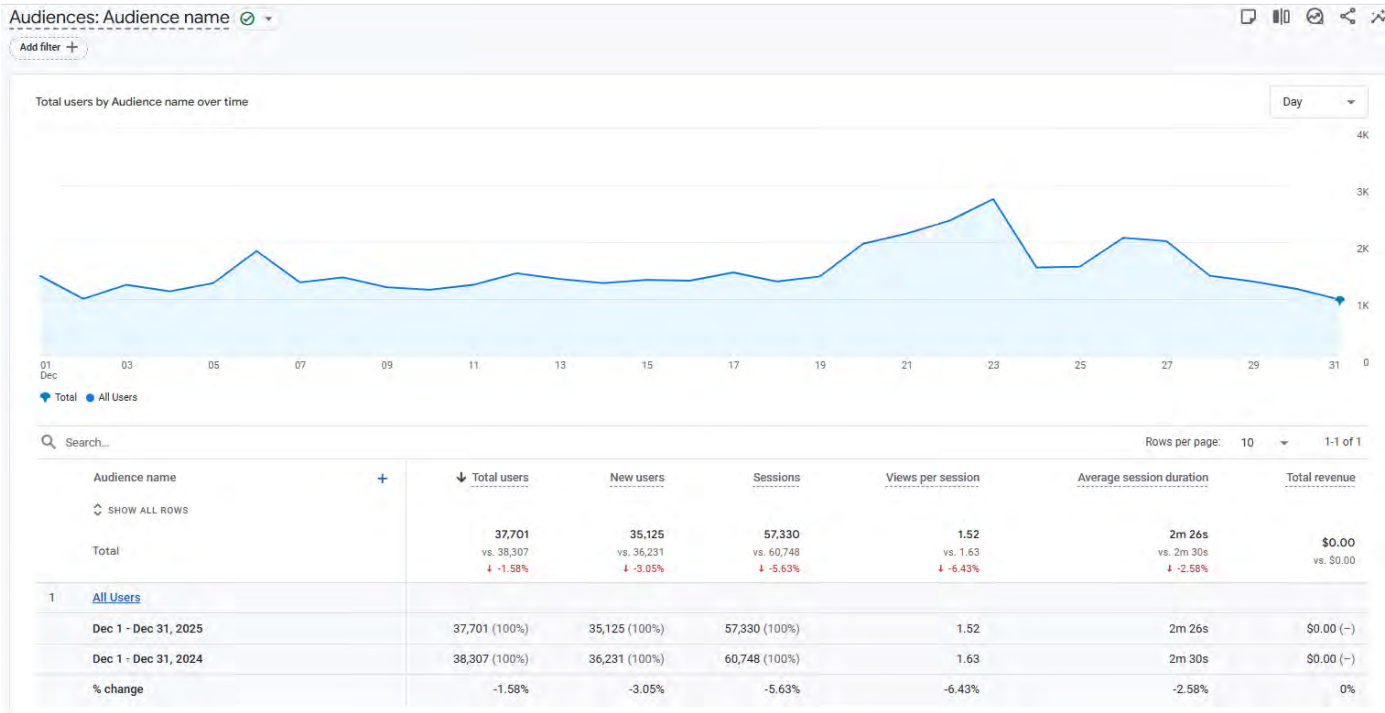 Audiences: Audience name
Add filter +
Total users by Audience name over time
Day
4K
3K
2K
1K
0
01 Dec 03 05 07 09 11 13 15 17 19 21 23 25 27 29 31
Total All Users
Search...
Rows per page: 10 1-1 of 1
Audience name + Total users New users Sessions Views per session Average session duration Total revenue
SHOW ALL ROWS
Total 37,701 35,125 57,330 1.52 2m 26s $0.00
vs. 38,307 vs. 36,231 vs. 60,748 vs. 1.63 vs. 2m 30s vs. $0.00
↓ -1.58% ↓ -3.05% ↓ -5.63% ↓ -6.43% ↓ -2.58%
1 All Users
Dec 1 - Dec 31, 2025 37,701 (100%) 35,125 (100%) 57,330 (100%) 1.52 2m 26s $0.00 (–)
Dec 1 - Dec 31, 2024 38,307 (100%) 36,231 (100%) 60,748 (100%) 1.63 2m 30s $0.00 (–)
% change -1.58% -3.05% -5.63% -6.43% -2.58% 0%